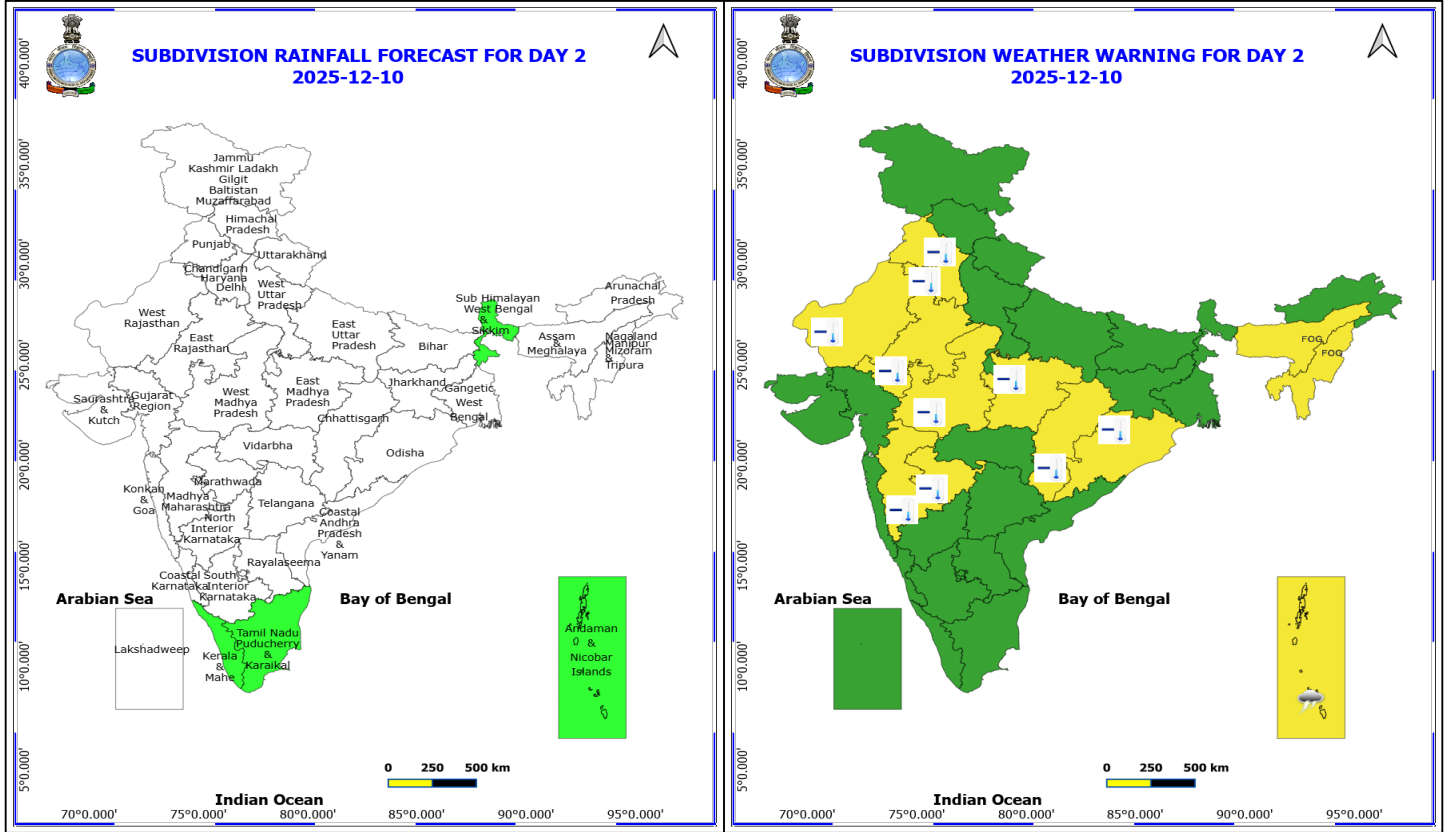 SUBDIVISION RAINFALL FORECAST FOR DAY 2
2025-12-10
40°0.000'
35°0.000'
30°0.000'
25°0.000'
20°0.000'
15°0.000'
10°0.000'
5°0.000'
Jammu
Kashmir Ladakh
Gilgit
Baltistan
Muzaffarabad
Himachal
Pradesh
Punjab
Uttarakhand
Chandigarh
Haryana
Delhi
West
Uttar
Pradesh
Arunachal
Pradesh
Sub Himalayan
West Bengal
&
Sikkim
West
Rajasthan
East
Rajasthan
East
Uttar
Pradesh
Bihar
Assam
&
Meghalaya
Nagaland
Manipur
Mizoram
&
Tripura
Saurashtra
&
Kutch
Gujarat
Region
West
Madhya
Pradesh
East
Madhya
Pradesh
Jharkhand
Gangetic
West
Bengal
Chhattisgarh
Vidarbha
Odisha
Konkan
&
Goa
Madhya
Maharashtra
Marathwada
Telangana
North
Interior
Karnataka
Coastal
Andhra
Pradesh
&
Yanam
Rayalaseema
Coastal
Karnataka
South
Interior
Karnataka
Arabian Sea
Bay of Bengal
Lakshadweep
Kerala
&
Mahe
Tamil Nadu
Puducherry
&
Karaikal
Andaman
&
Nicobar
Islands
0 250 500 km
Indian Ocean
70°0.000' 75°0.000' 80°0.000' 85°0.000' 90°0.000' 95°0.000'
SUBDIVISION WEATHER WARNING FOR DAY 2
2025-12-10
40°0.000'
35°0.000'
30°0.000'
25°0.000'
20°0.000'
15°0.000'
10°0.000'
5°0.000'
FOG
FOG
Arabian Sea
Bay of Bengal
0 250 500 km
Indian Ocean
70°0.000' 75°0.000' 80°0.000' 85°0.000' 90°0.000' 95°0.000'